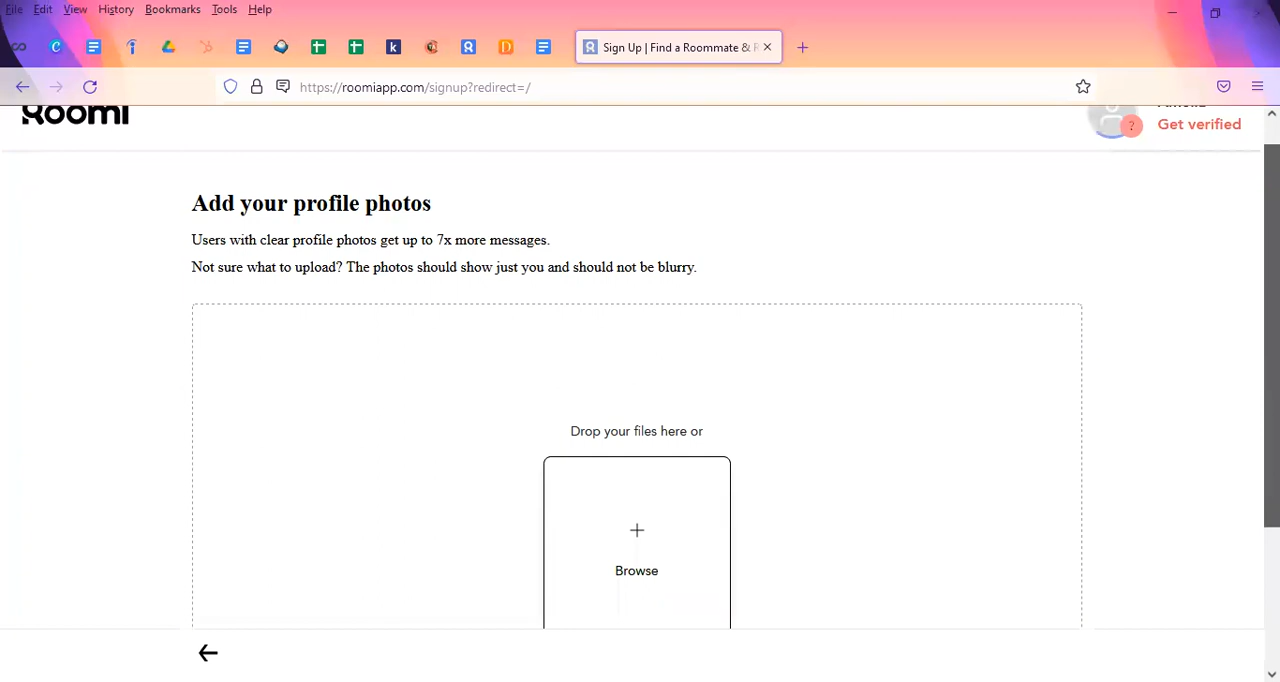 File Edit View History Bookmarks Tools Help
Sign Up | Find a Roommate &
https://roomiapp.com/signup?redirect=/
Roomi
Get verified
Add your profile photos
Users with clear profile photos get up to 7x more messages.
Not sure what to upload? The photos should show just you and should not be blurry.
Drop your files here or
+
Browse